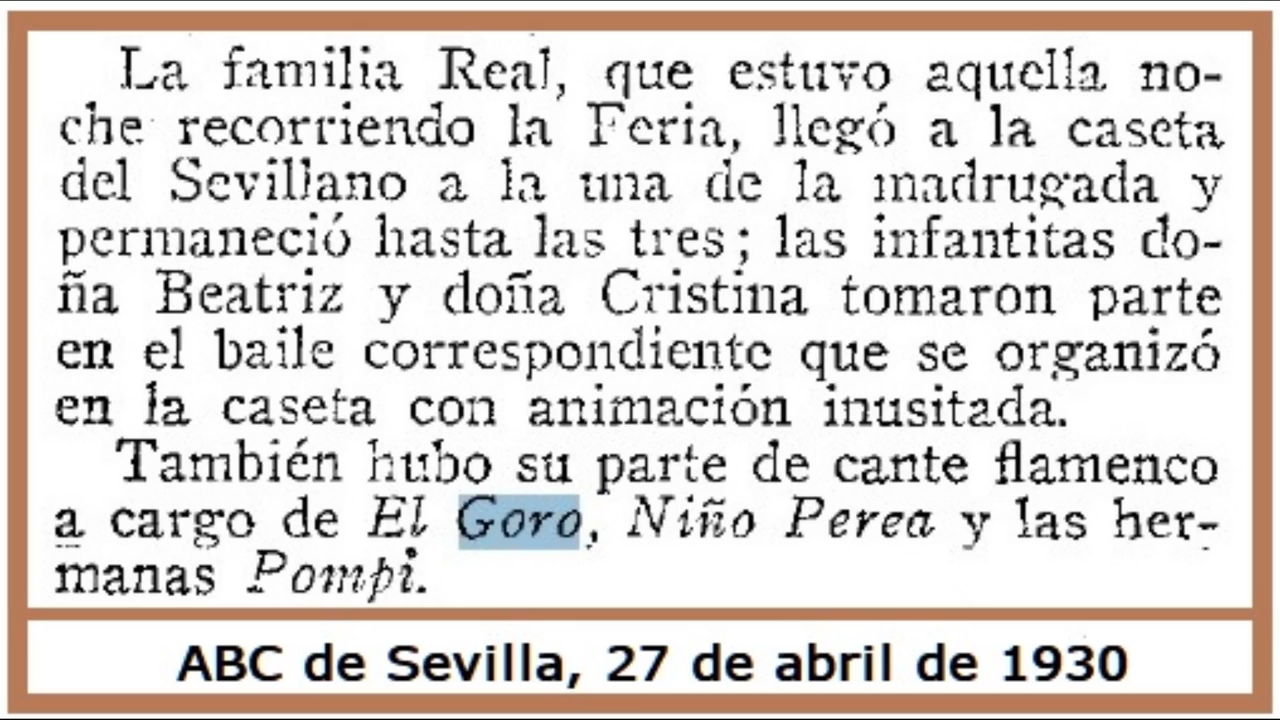 La familia Real, que estuvo aquella no-
che recorriendo la Feria, llegó a la caseta
del Sevillano a la una de la madrugada y
permaneció hasta las tres; las infantitas do-
ña Beatriz y doña Cristina tomaron parte
en el baile correspondiente que se organizó
en la caseta con animación inusitada.
También hubo su parte de cante flamenco
a cargo de El Goro, Niño Perea y las her-
manas Pompi.
ABC de Sevilla, 27 de abril de 1930